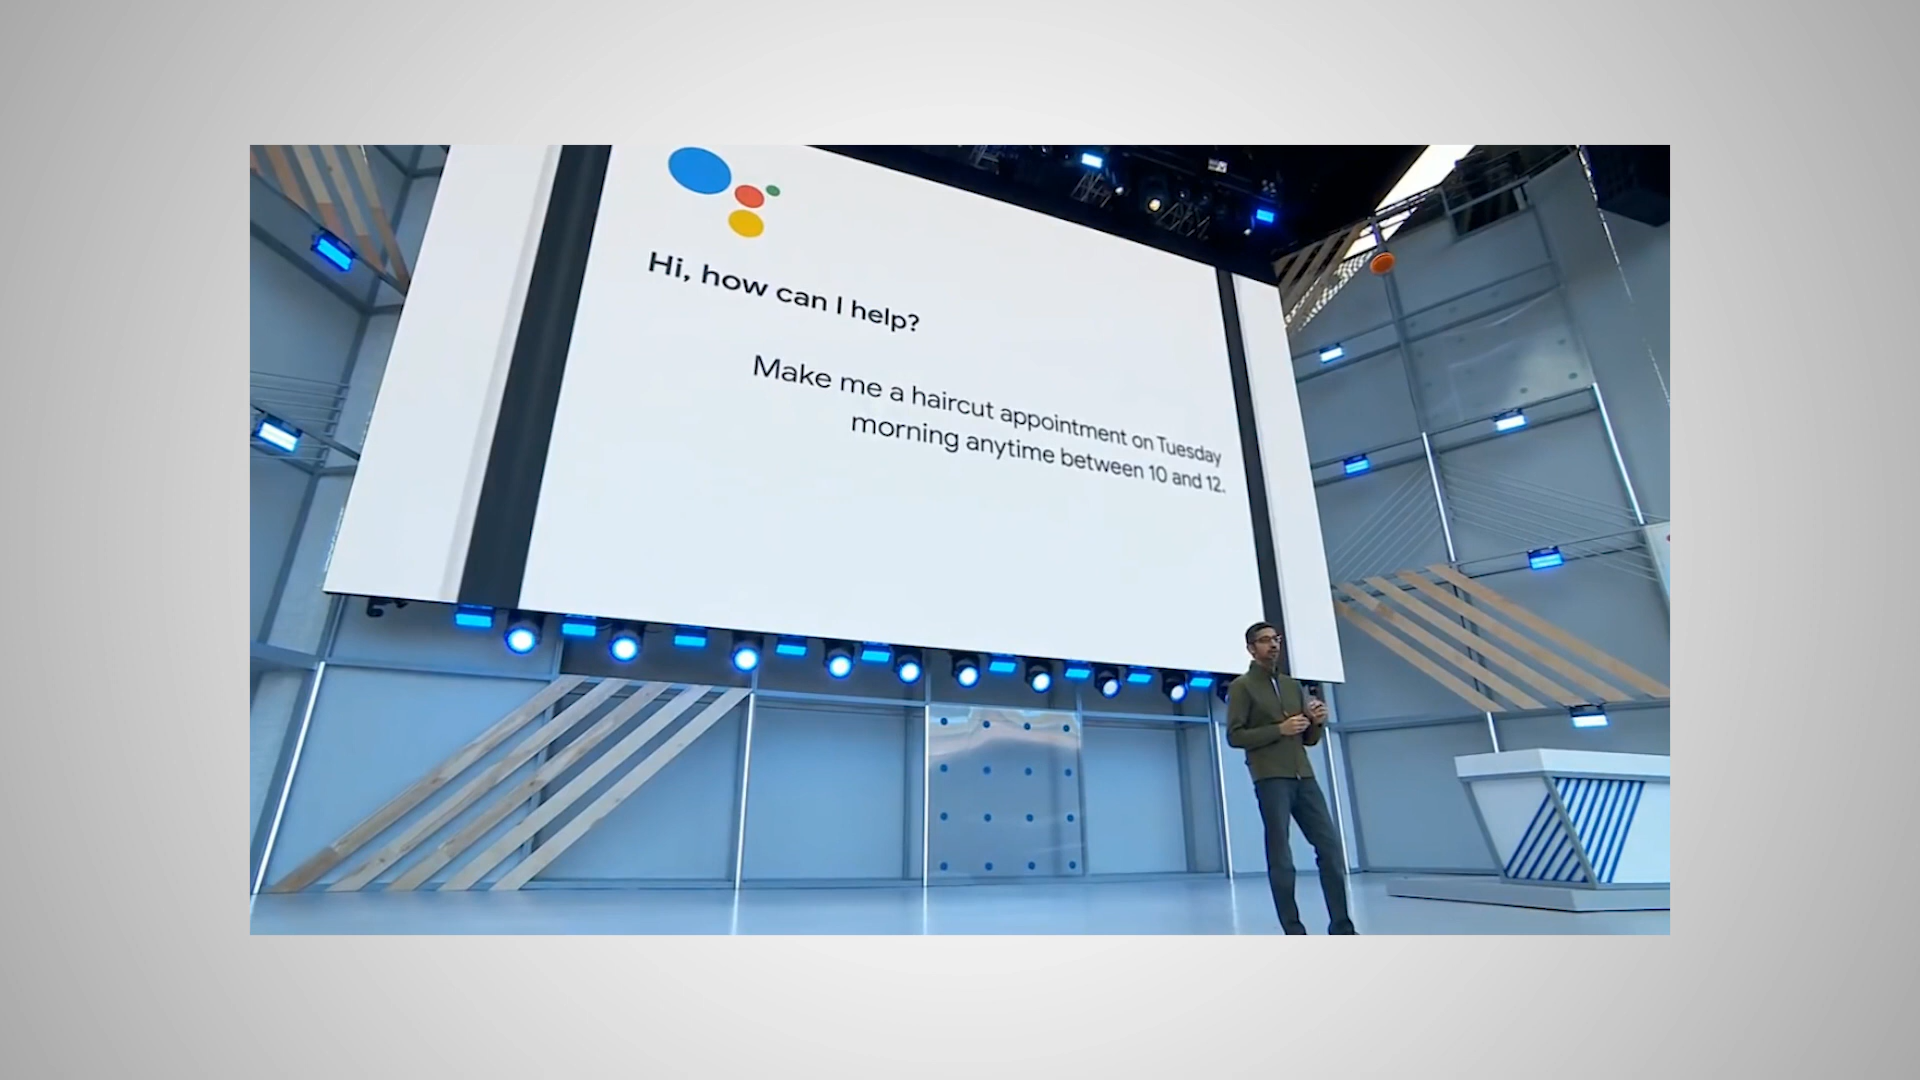 Hi, how can I help?
Make me a haircut appointment on Tuesday
morning anytime between 10 and 12.